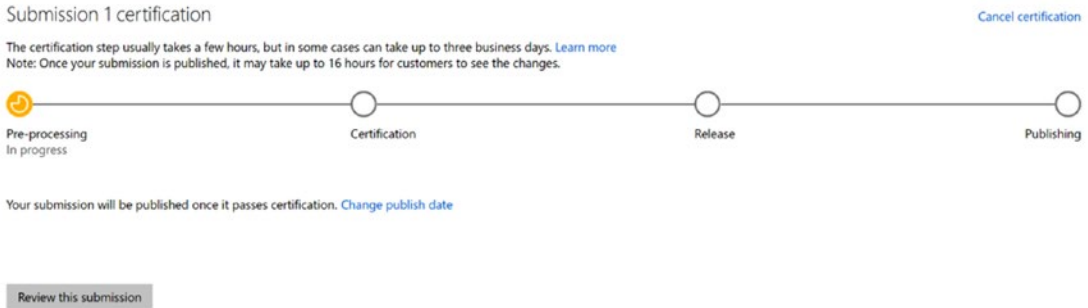 Submission 1 certification
Cancel certification
The certification step usually takes a few hours, but in some cases can take up to three business days. Learn more
Note: Once your submission is published, it may take up to 16 hours for customers to see the changes.
Pre-processing
In progress
Certification
Release
Publishing
Your submission will be published once it passes certification. Change publish date
Review this submission